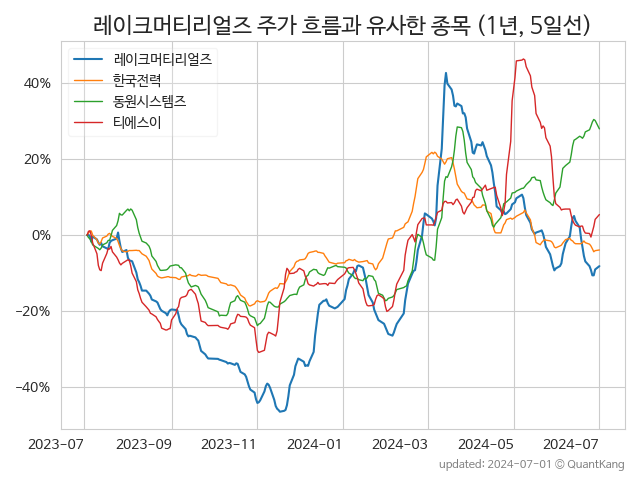 레이크머티리얼즈 주가 흐름과 유사한 종목 (1년, 5일선)
레이크머티리얼즈
한국전력
동원시스템즈
티에스이
40%
20%
0%
−20%
−40%
2023-07 2023-09 2023-11 2024-01 2024-03 2024-05 2024-07
updated: 2024-07-01 © QuantKang